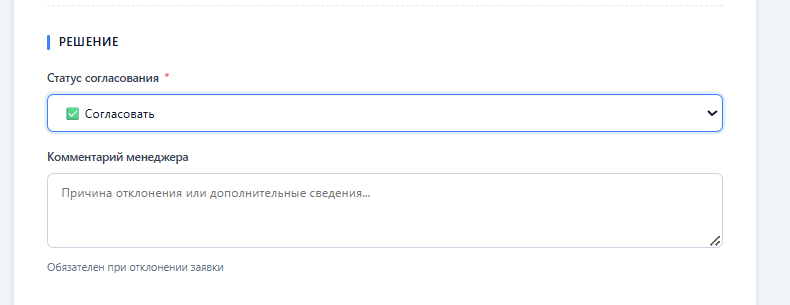 РЕШЕНИЕ
Статус согласования *
✅ Согласовать
Комментарий менеджера
Причина отклонения или дополнительные сведения...
Обязателен при отклонении заявки